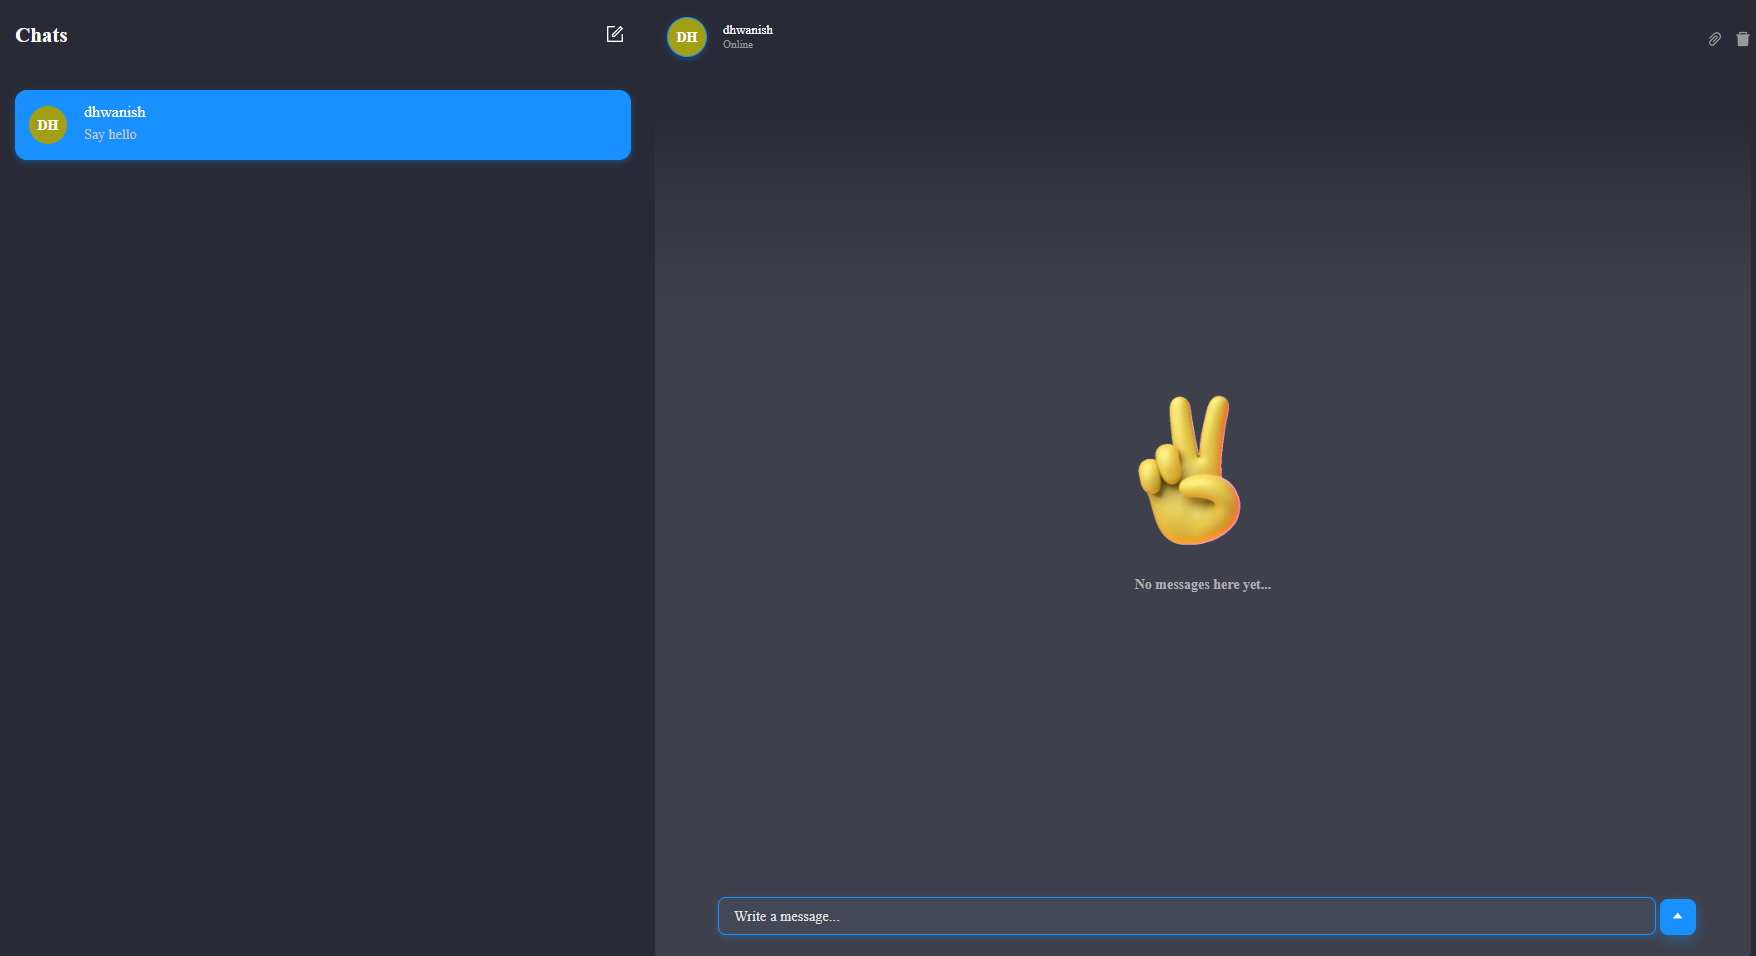 Chats
DH
dhwanish
Say hello
DH
dhwanish
Online
No messages here yet...
Write a message...